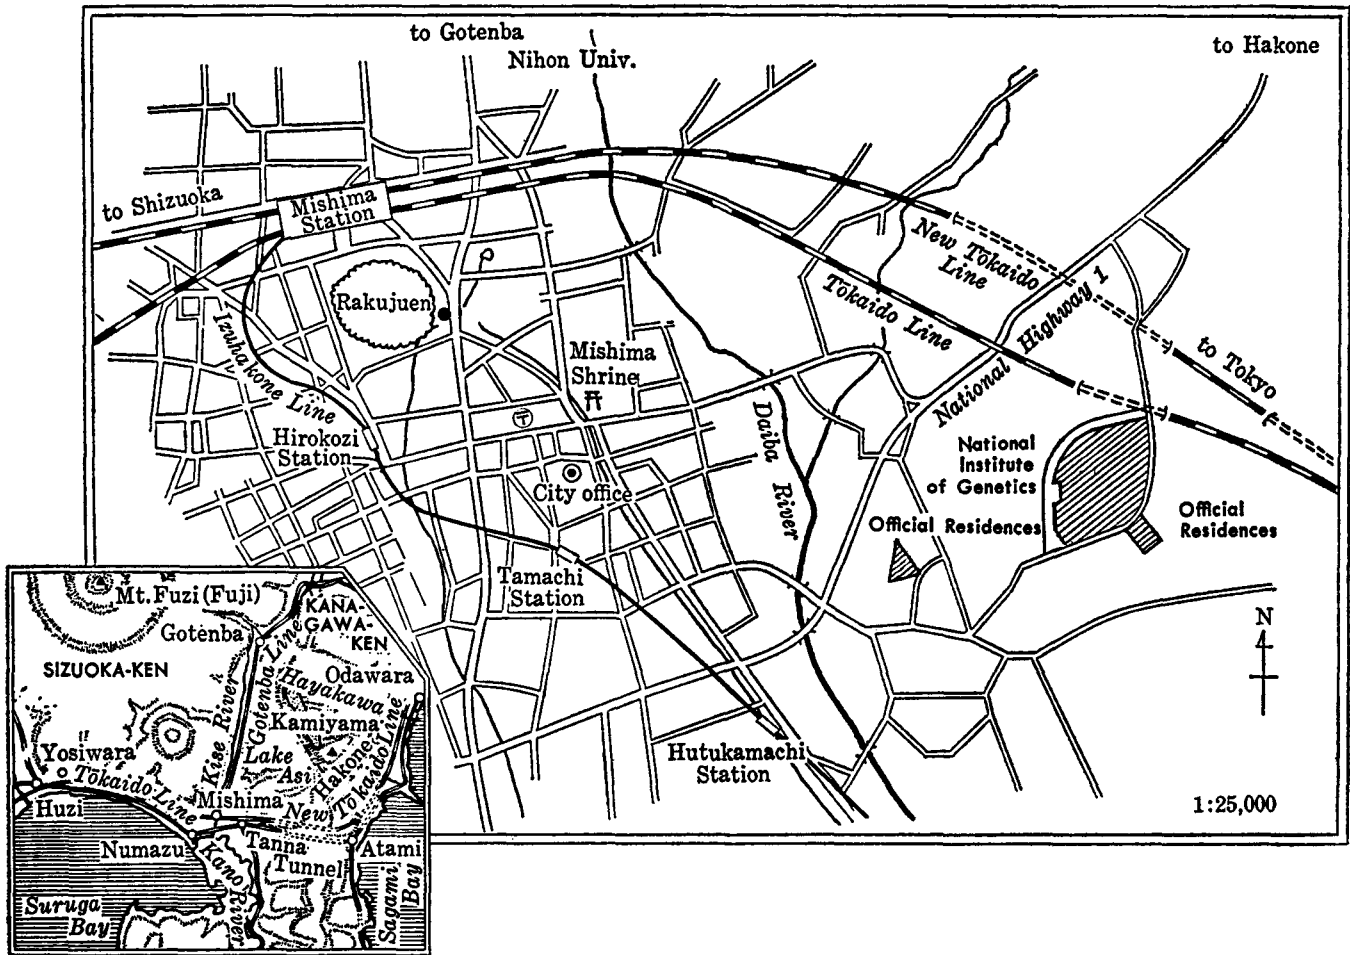 to Gotenba
Nihon Univ.
to Hakone
to Shizuoka
Mishima
Station
New Tōkaido
Line
Rakujuen
Tōkaido Line
National Highway 1
to Tokyo
Izuhakone Line
Mishima
Shrine
〒
Hirokozi
Station
Daiba River
City office
National
Institute
of Genetics
Official Residences
Official
Residences
Tamachi
Station
N
Hutukamachi
Station
1:25,000
Mt. Fuzi (Fuji)
KANA-
GAWA-
KEN
Gotenba
SIZUOKA-KEN
Gotenba Line
Hayakawa
Odawara
Kise River
Kamiyama
Lake
Asi
Hakone
Yosiwara
Tōkaido Line
Mishima
New Tōkaido Line
Huzi
Numazu
Tanna
Tunnel
Atami
Kano River
Suruga
Bay
Sagami
Bay